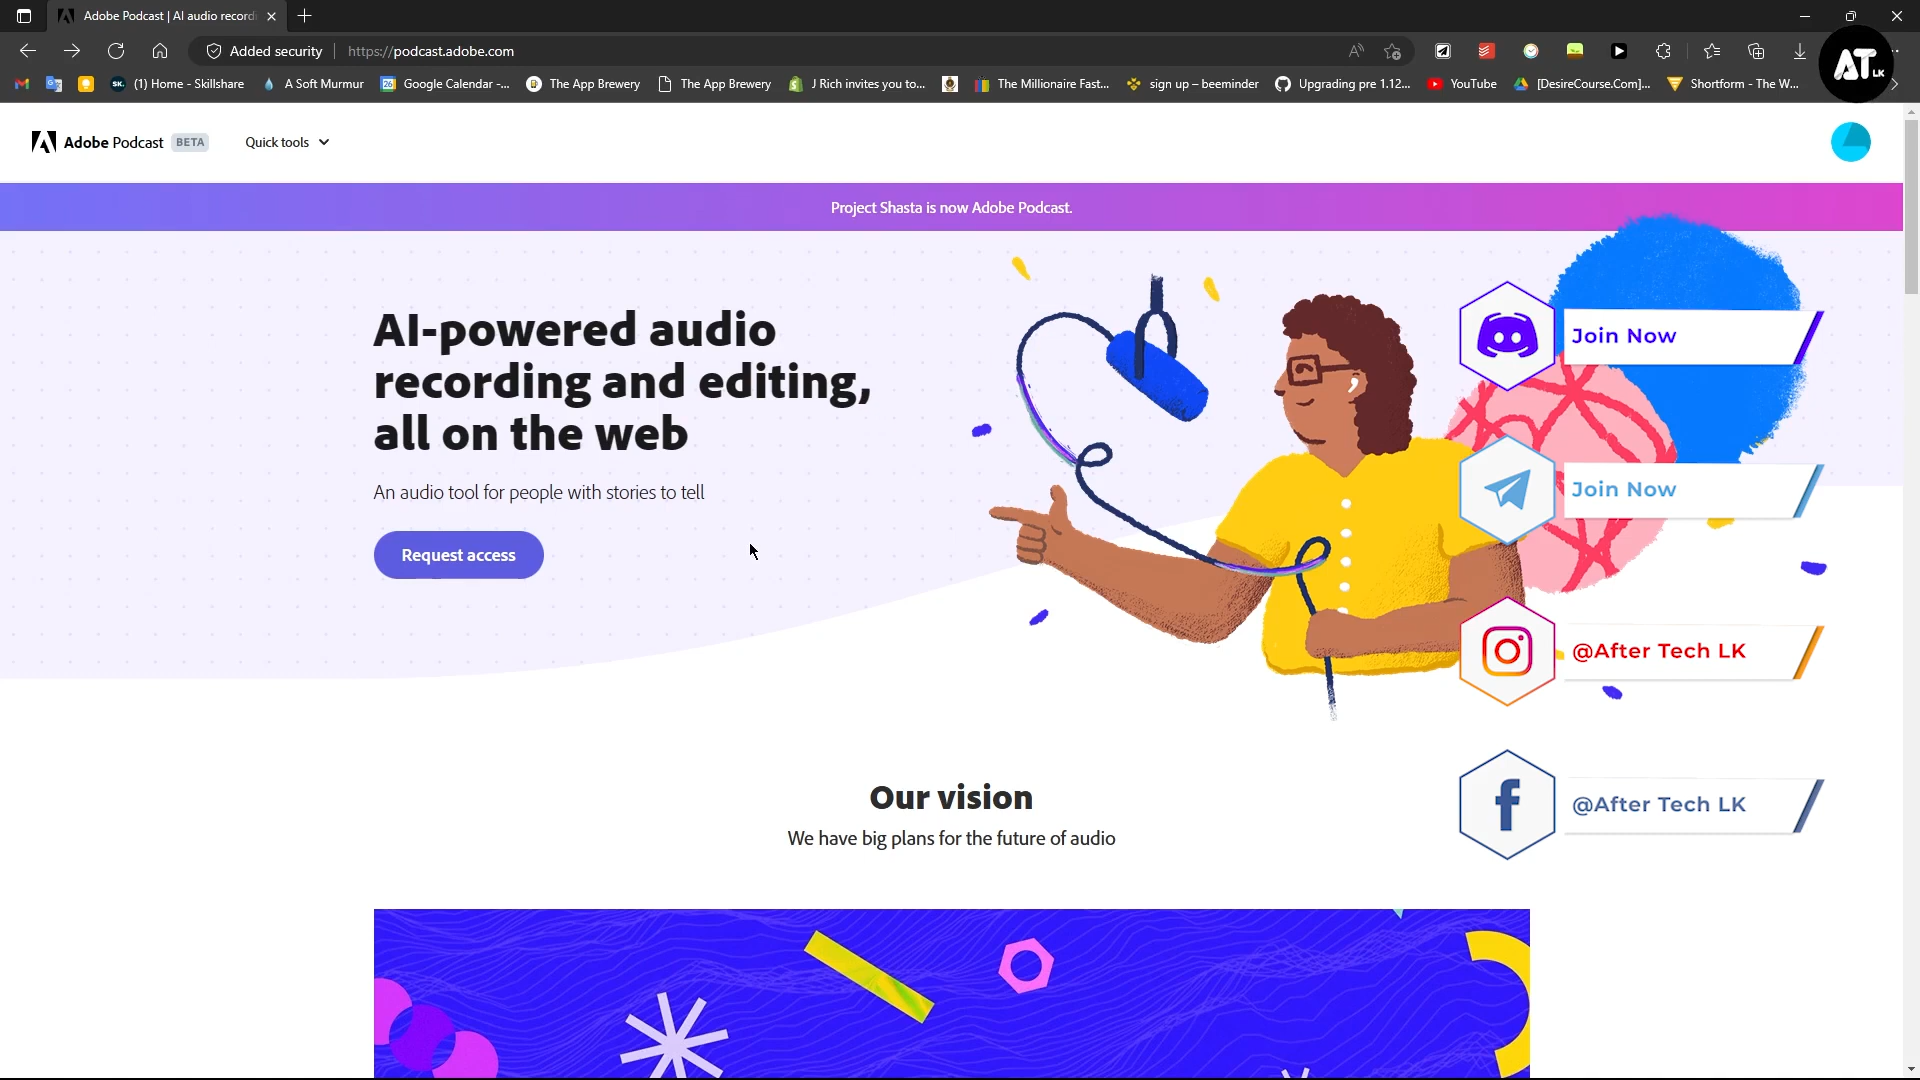 Adobe Podcast | AI audio record
Added security
https://podcast.adobe.com
AT LK
SK.
(1) Home - Skillshare
A Soft Murmur
26
Google Calendar -...
The App Brewery
The App Brewery
J Rich invites you to...
The Millionaire Fast...
sign up – beeminder
Upgrading pre 1.12...
YouTube
[DesireCourse.Com]...
Shortform - The W...
Adobe Podcast BETA
Quick tools
Project Shasta is now Adobe Podcast.
AI-powered audio
recording and editing,
all on the web
An audio tool for people with stories to tell
Request access
Join Now
Join Now
@After Tech LK
@After Tech LK
Our vision
We have big plans for the future of audio